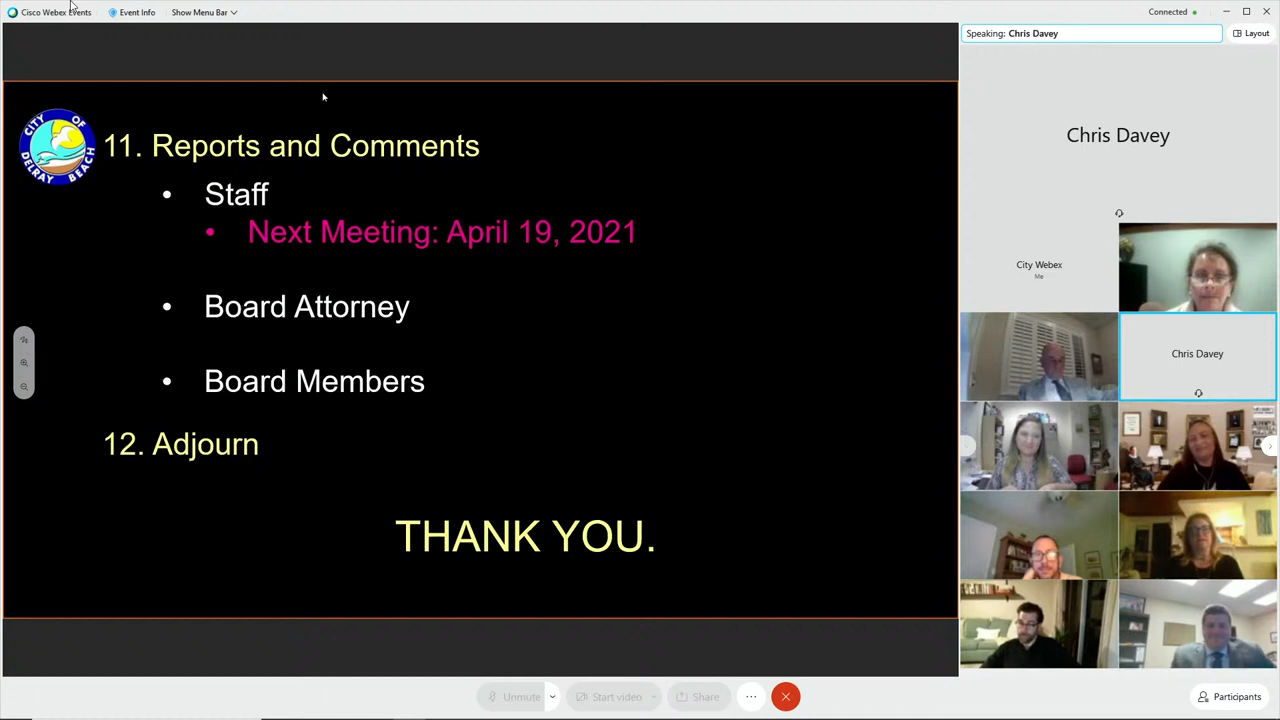 Cisco Webex Events
Event Info
Show Menu Bar
Connected
Speaking: Chris Davey
Layout
CITY OF
DELRAY BEACH
11. Reports and Comments
• Staff
• Next Meeting: April 19, 2021
• Board Attorney
• Board Members
12. Adjourn
THANK YOU.
Chris Davey
City Webex
Me
Chris Davey
Unmute
Start video
Share
Participants